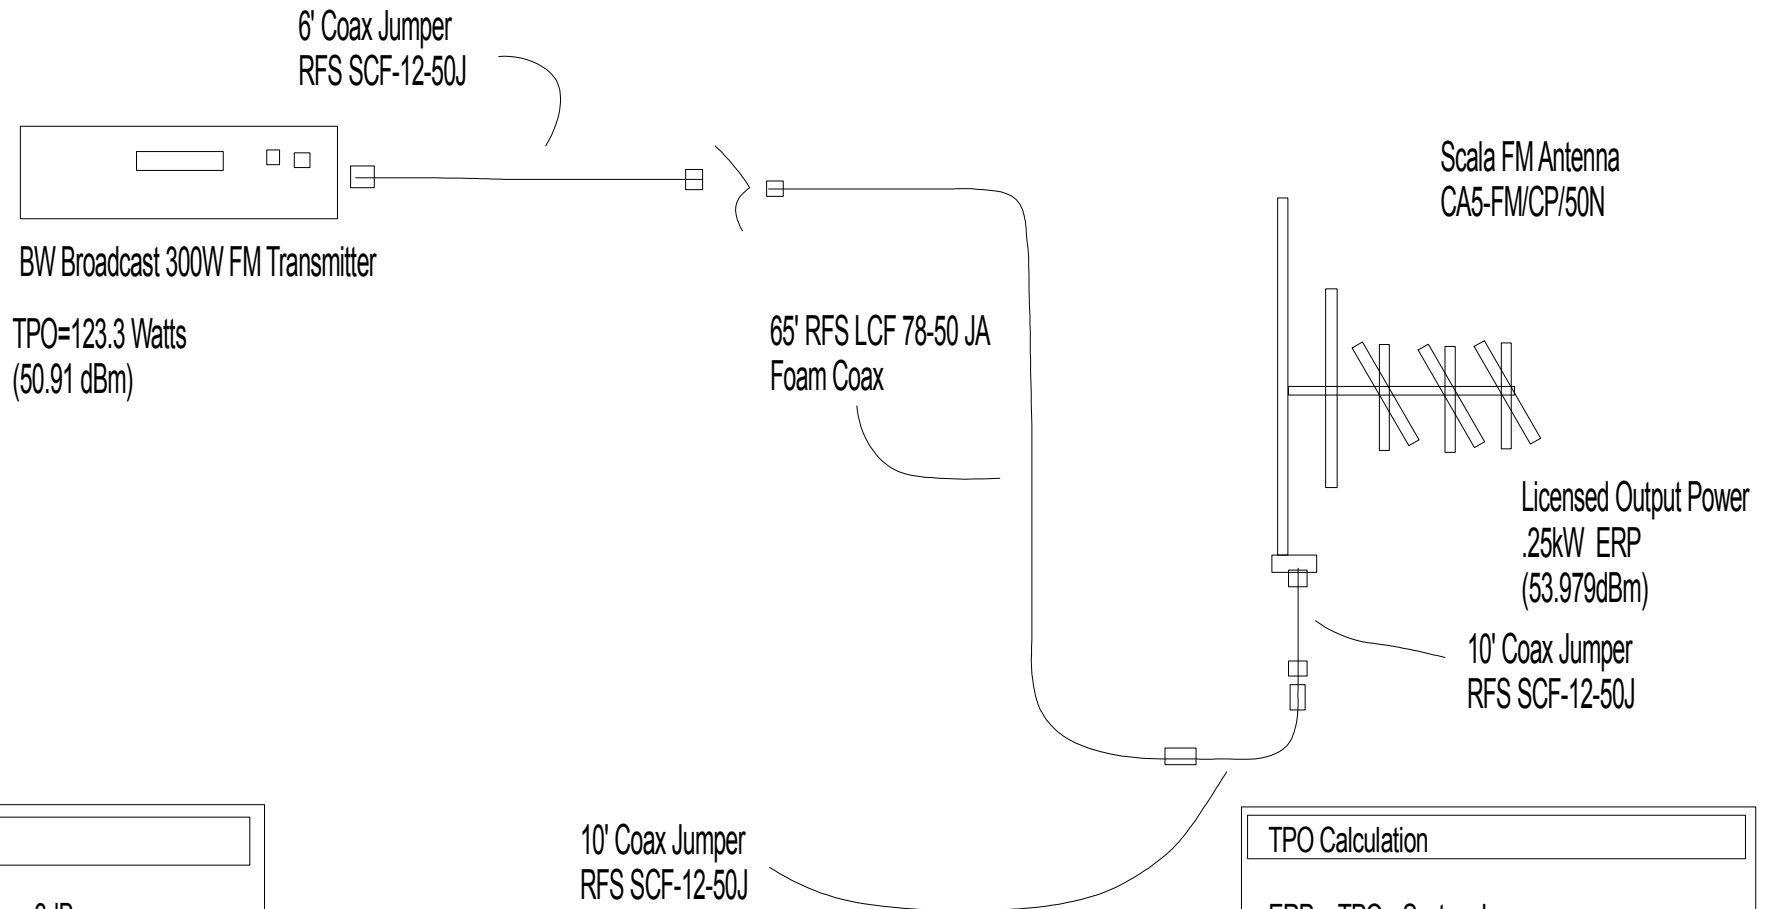 6' Coax Jumper
RFS SCF-12-50J
BW Broadcast 300W FM Transmitter
TPO=123.3 Watts
(50.91 dBm)
65' RFS LCF 78-50 JA
Foam Coax
Scala FM Antenna
CA5-FM/CP/50N
Licensed Output Power
.25kW ERP
(53.979dBm)
10' Coax Jumper
RFS SCF-12-50J
10' Coax Jumper
RFS SCF-12-50J
TPO Calculation